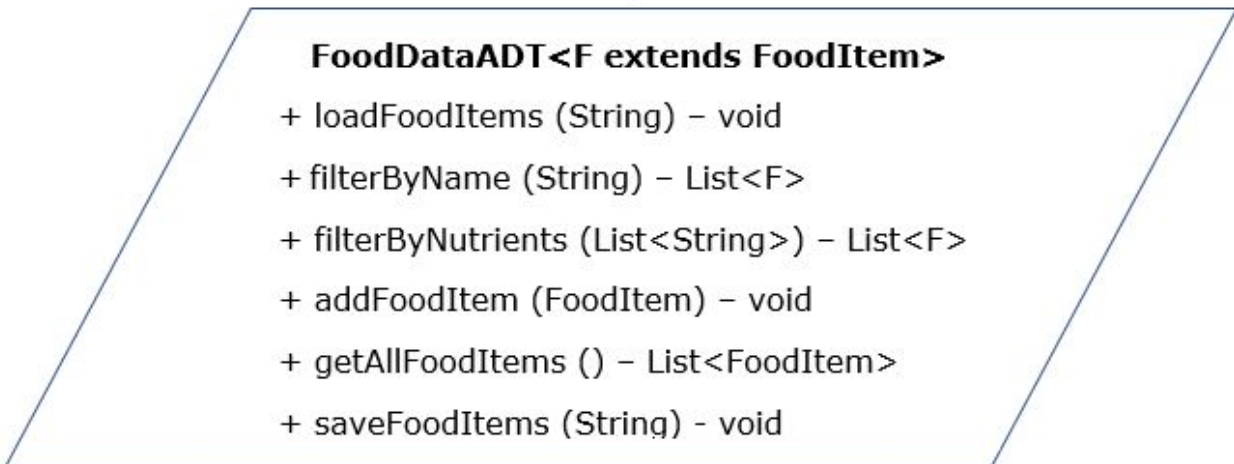 FoodDataADT<F extends FoodItem>
+ loadFoodItems (String) – void
+ filterByName (String) – List<F>
+ filterByNutrients (List<String>) – List<F>
+ addFoodItem (FoodItem) – void
+ getAllFoodItems () – List<FoodItem>
+ saveFoodItems (String) - void